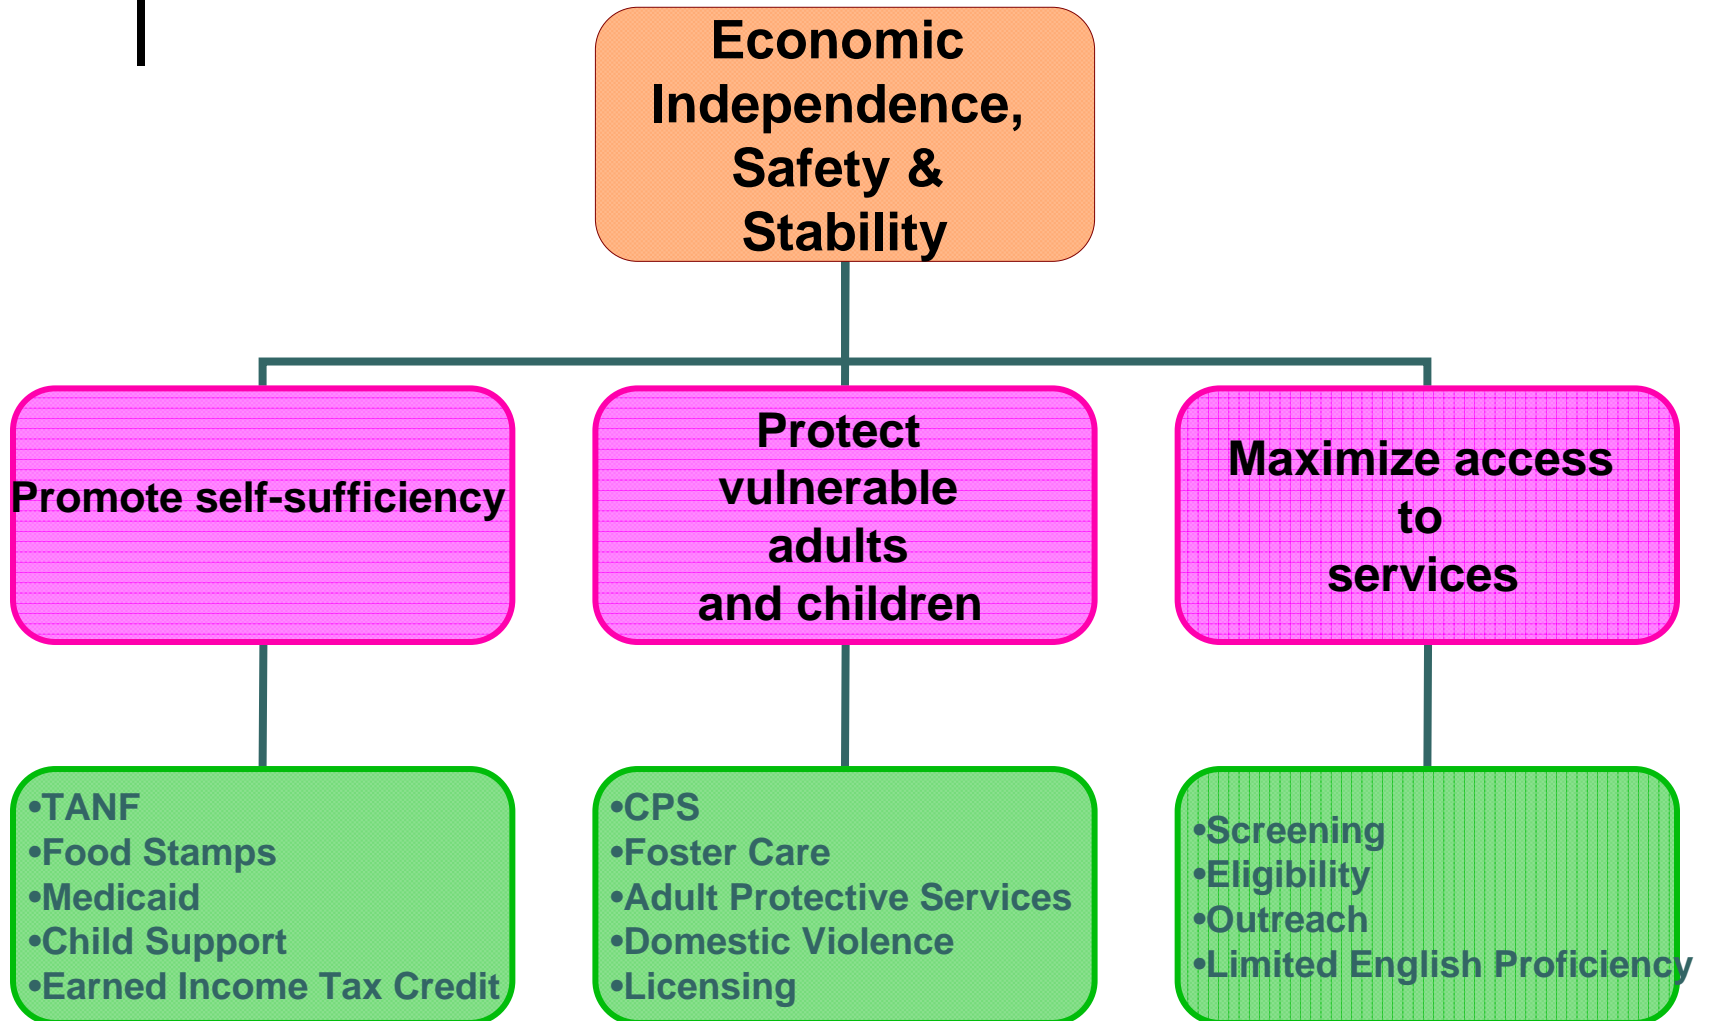 Economic
Independence,
Safety &
Stability
Promote self-sufficiency
Protect
vulnerable
adults
and children
Maximize access
to
services
•TANF
•Food Stamps
•Medicaid
•Child Support
•Earned Income Tax Credit
•CPS
•Foster Care
•Adult Protective Services
•Domestic Violence
•Licensing
•Screening
•Eligibility
•Outreach
•Limited English Proficiency